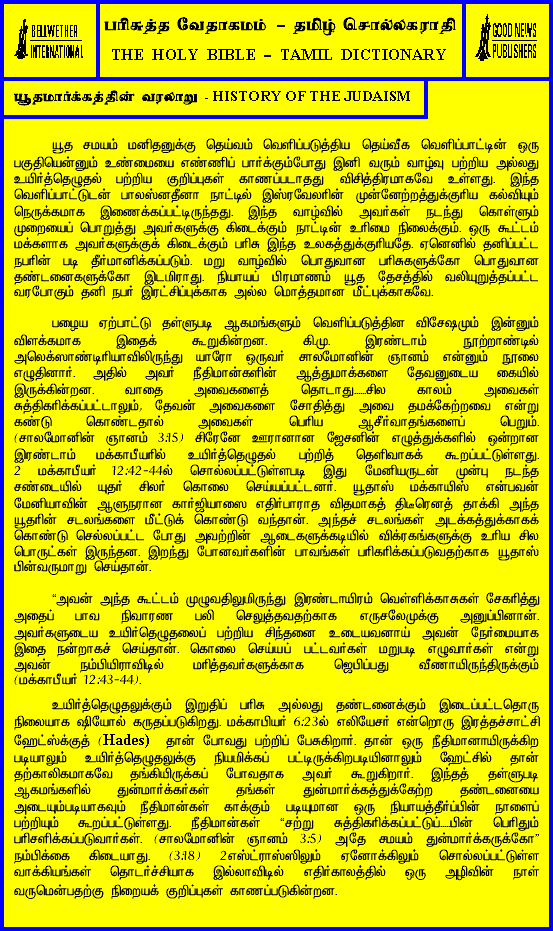 BELLWETHER
INTERNATIONAL
பரிசுத்த வேதாகமம் – தமிழ் சொல்லகராதி
THE HOLY BIBLE – TAMIL DICTIONARY
GOOD NEWS
PUBLISHERS
யூதமார்க்கத்தின் வரலாறு - HISTORY OF THE JUDAISM
யூத சமயம் மனிதனுக்கு தெய்வம் வெளிப்படுத்திய தெய்வீக வெளிப்பாட்டின் ஒரு
பகுதியென்னும் உண்மையை எண்ணிப் பார்க்கும்போது இனி வரும் வாழ்வு பற்றிய அல்லது
உயிர்த்தெழுதல் பற்றிய குறிப்புகள் காணப்படாதது விசித்திரமாகவே உள்ளது. இந்த
வெளிப்பாட்டுடன் பாலஸ்னதீனா நாட்டில் இஸ்ரவேலரின் முன்னேற்றத்துக்குரிய கல்வியும்
நெருக்கமாக இணைக்கப்பட்டிருந்தது. இந்த வாழ்வில் அவர்கள் நடந்து கொள்ளும்
முறையைப் பொறுத்து அவர்களுக்கு கிடைக்கும் நாட்டின் உரிமை நிலைக்கும். ஒரு கூட்டம்
மக்களாக அவர்களுக்குக் கிடைக்கும் பரிசு இந்த உலகத்துக்குரியதே. ஏனெனில் தனிப்பட்ட
நபரின் படி தீர்மானிக்கப்படும். மறு வாழ்வில் பொதுவான பரிசுகளுக்கோ பொதுவான
தண்டனைகளுக்கோ இடமிராது. நியாயப் பிரமாணம் யூத தேசத்தில் வலியுறுத்தப்பட்ட
வரபோகும் தனி நபர் இரட்சிப்புக்காக அல்ல மொத்தமான மீட்புக்காகவே.
பழைய ஏற்பாட்டு தள்ளுபடி ஆகமங்களும் வெளிப்படுத்தின விசேஷமும் இன்னும்
விளக்கமாக இதைக் கூறுகின்றன. கி.மு. இரண்டாம் நூற்றாண்டில்
அலெக்ஸாண்டிரியாவிலிருந்து யாரோ ஒருவர் சாலமோனின் ஞானம் என்னும் நூலை
எழுதினார். அதில் அவர் நீதிமான்களின் ஆத்துமாக்களை தேவனுடைய கையில்
இருக்கின்றன. வாதை அவைகளைத் தொடாது.....சில காலம் அவைகள்
சுத்திகரிக்கப்பட்டாலும், தேவன் அவைகளை சோதித்து அவை தமக்கேற்றவை என்று
கண்டு கொண்டதால் அவைகள் பெரிய ஆசீர்வாதங்களைப் பெறும்.
(சாலமோனின் ஞானம் 3:15) சிரேனே ஊரானான ஜேசனின் எழுத்துக்களில் ஒன்றான
இரண்டாம் மக்காபீயரில் உயிர்த்தெழுதல் பற்றித் தெளிவாகக் கூறப்பட்டுள்ளது.
2 மக்காபீயர் 12:42-44ல் சொல்லப்பட்டுள்ளபடி இது மேனியருடன் முன்பு நடந்த
சண்டையில் யுதர் சிலர் கொலை செய்யப்பட்டனர். யூதாஸ் மக்காயிஸ் என்பவன்
மேனியாவின் ஆளுநரான கார்ஜியாஸை எதிர்பாராத விதமாகத் திடீரெனத் தாக்கி அந்த
யூதரின் சடலங்களை மீட்டுக் கொண்டு வந்தான். அந்தச் சடலங்கள் அடக்கத்துக்காகக்
கொண்டு செல்லப்பட்ட போது அவற்றின் ஆடைகளுக்கடியில் விக்ரகங்களுக்கு உரிய சில
பொருட்கள் இருந்தன. இறந்து போனவர்களின் பாவங்கள் பரிகரிக்கப்படுவதற்காக யூதாஸ்
பின்வருமாறு செய்தான்.
“அவன் அந்த கூட்டம் முழுவதிலுமிருந்து இரண்டாயிரம் வெள்ளிக்காசுகள் சேகரித்து
அதைப் பாவ நிவாரண பலி செலுத்தவதற்காக எருசலேமுக்கு அனுப்பினான்.
அவர்களுடைய உயிர்தெழுதலைப் பற்றிய சிந்தனை உடையவனாய் அவன் நேர்மையாக
இதை நன்றாகச் செய்தான். கொலை செய்யப் பட்டவர்கள் மறுபடி எழுவார்கள் என்று
அவன் நம்பியிராவிடில் மரித்தவர்களுக்காக ஜெபிப்பது வீணாயிருந்திருக்கும்
(மக்காபீயர் 12:43-44).
உயிர்த்தெழுதலுக்கும் இறுதிப் பரிசு அல்லது தண்டனைக்கும் இடைப்பட்டதொரு
நிலையாக ஷியோல் கருதப்படுகிறது. மக்காபியர் 6:23ல் எலியேசர் என்றொரு இரத்தச்சாட்சி
ஹேட்ஸ்க்குத் (Hades) தான் போவது பற்றிப் பேசுகிறார். தான் ஒரு நீதிமானாயிருக்கிற
படியாலும் உயிர்த்தெழுதலுக்கு நியமிக்கப் பட்டிருக்கிறபடியினாலும் ஹேட்சில் தான்
தற்காலிகமாகவே தங்கியிருக்கப் போவதாக அவர் கூறுகிறார். இந்தத் தள்ளுபடி
ஆகமங்களில் துன்மார்க்கர்கள் தங்கள் துன்மார்க்கத்துக்கேற்ற தண்டனையை
அடையும்படியாகவும் நீதிமான்கள் காக்கும் படியுமான ஒரு நியாயத்தீர்ப்பின் நாளைப்
பற்றியும் கூறப்பட்டுள்ளது. நீதிமான்கள் “சற்று சுத்திகரிக்கப்பட்டுப்...பின் பெரிதும்
பரிசளிக்கப்படுவார்கள். (சாலமோனின் ஞானம் 3:5) அதே சமயம் துன்மார்க்கருக்கோ”
நம்பிக்கை கிடையாது. (3:18) 2எஸ்ட்ராஸ்ஸிலும் ஏனோக்கிலும் சொல்லப்பட்டுள்ள
வாக்கியங்கள் தொடர்ச்சியாக இல்லாவிடில் எதிர்காலத்தில் ஒரு அழிவின் நாள்
வருமென்பதற்கு நிறையக் குறிப்புகள் காணப்படுகின்றன.